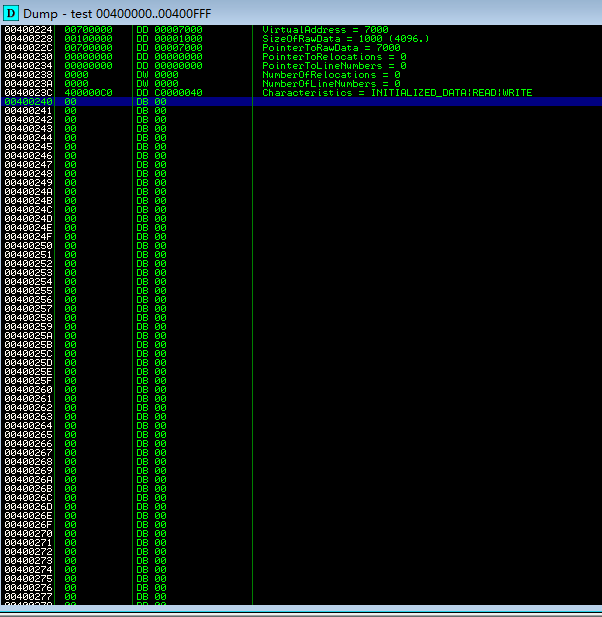 D Dump - test 00400000..00400FFF
00400224 00700000 DD 00007000 VirtualAddress = 7000
00400228 00100000 DD 00001000 SizeOfRawData = 1000 (4096.)
0040022C 00700000 DD 00007000 PointerToRawData = 7000
00400230 00000000 DD 00000000 PointerToRelocations = 0
00400234 00000000 DD 00000000 PointerToLineNumbers = 0
00400238 0000 DW 0000 NumberOfRelocations = 0
0040023A 0000 DW 0000 NumberOfLineNumbers = 0
0040023C 400000C0 DD C0000040 Characteristics = INITIALIZED_DATA|READ|WRITE
00400240 00 DB 00
00400241 00 DB 00
00400242 00 DB 00
00400243 00 DB 00
00400244 00 DB 00
00400245 00 DB 00
00400246 00 DB 00
00400247 00 DB 00
00400248 00 DB 00
00400249 00 DB 00
0040024A 00 DB 00
0040024B 00 DB 00
0040024C 00 DB 00
0040024D 00 DB 00
0040024E 00 DB 00
0040024F 00 DB 00
00400250 00 DB 00
00400251 00 DB 00
00400252 00 DB 00
00400253 00 DB 00
00400254 00 DB 00
00400255 00 DB 00
00400256 00 DB 00
00400257 00 DB 00
00400258 00 DB 00
00400259 00 DB 00
0040025A 00 DB 00
0040025B 00 DB 00
0040025C 00 DB 00
0040025D 00 DB 00
0040025E 00 DB 00
0040025F 00 DB 00
00400260 00 DB 00
00400261 00 DB 00
00400262 00 DB 00
00400263 00 DB 00
00400264 00 DB 00
00400265 00 DB 00
00400266 00 DB 00
00400267 00 DB 00
00400268 00 DB 00
00400269 00 DB 00
0040026A 00 DB 00
0040026B 00 DB 00
0040026C 00 DB 00
0040026D 00 DB 00
0040026E 00 DB 00
0040026F 00 DB 00
00400270 00 DB 00
00400271 00 DB 00
00400272 00 DB 00
00400273 00 DB 00
00400274 00 DB 00
00400275 00 DB 00
00400276 00 DB 00
00400277 00 DB 00